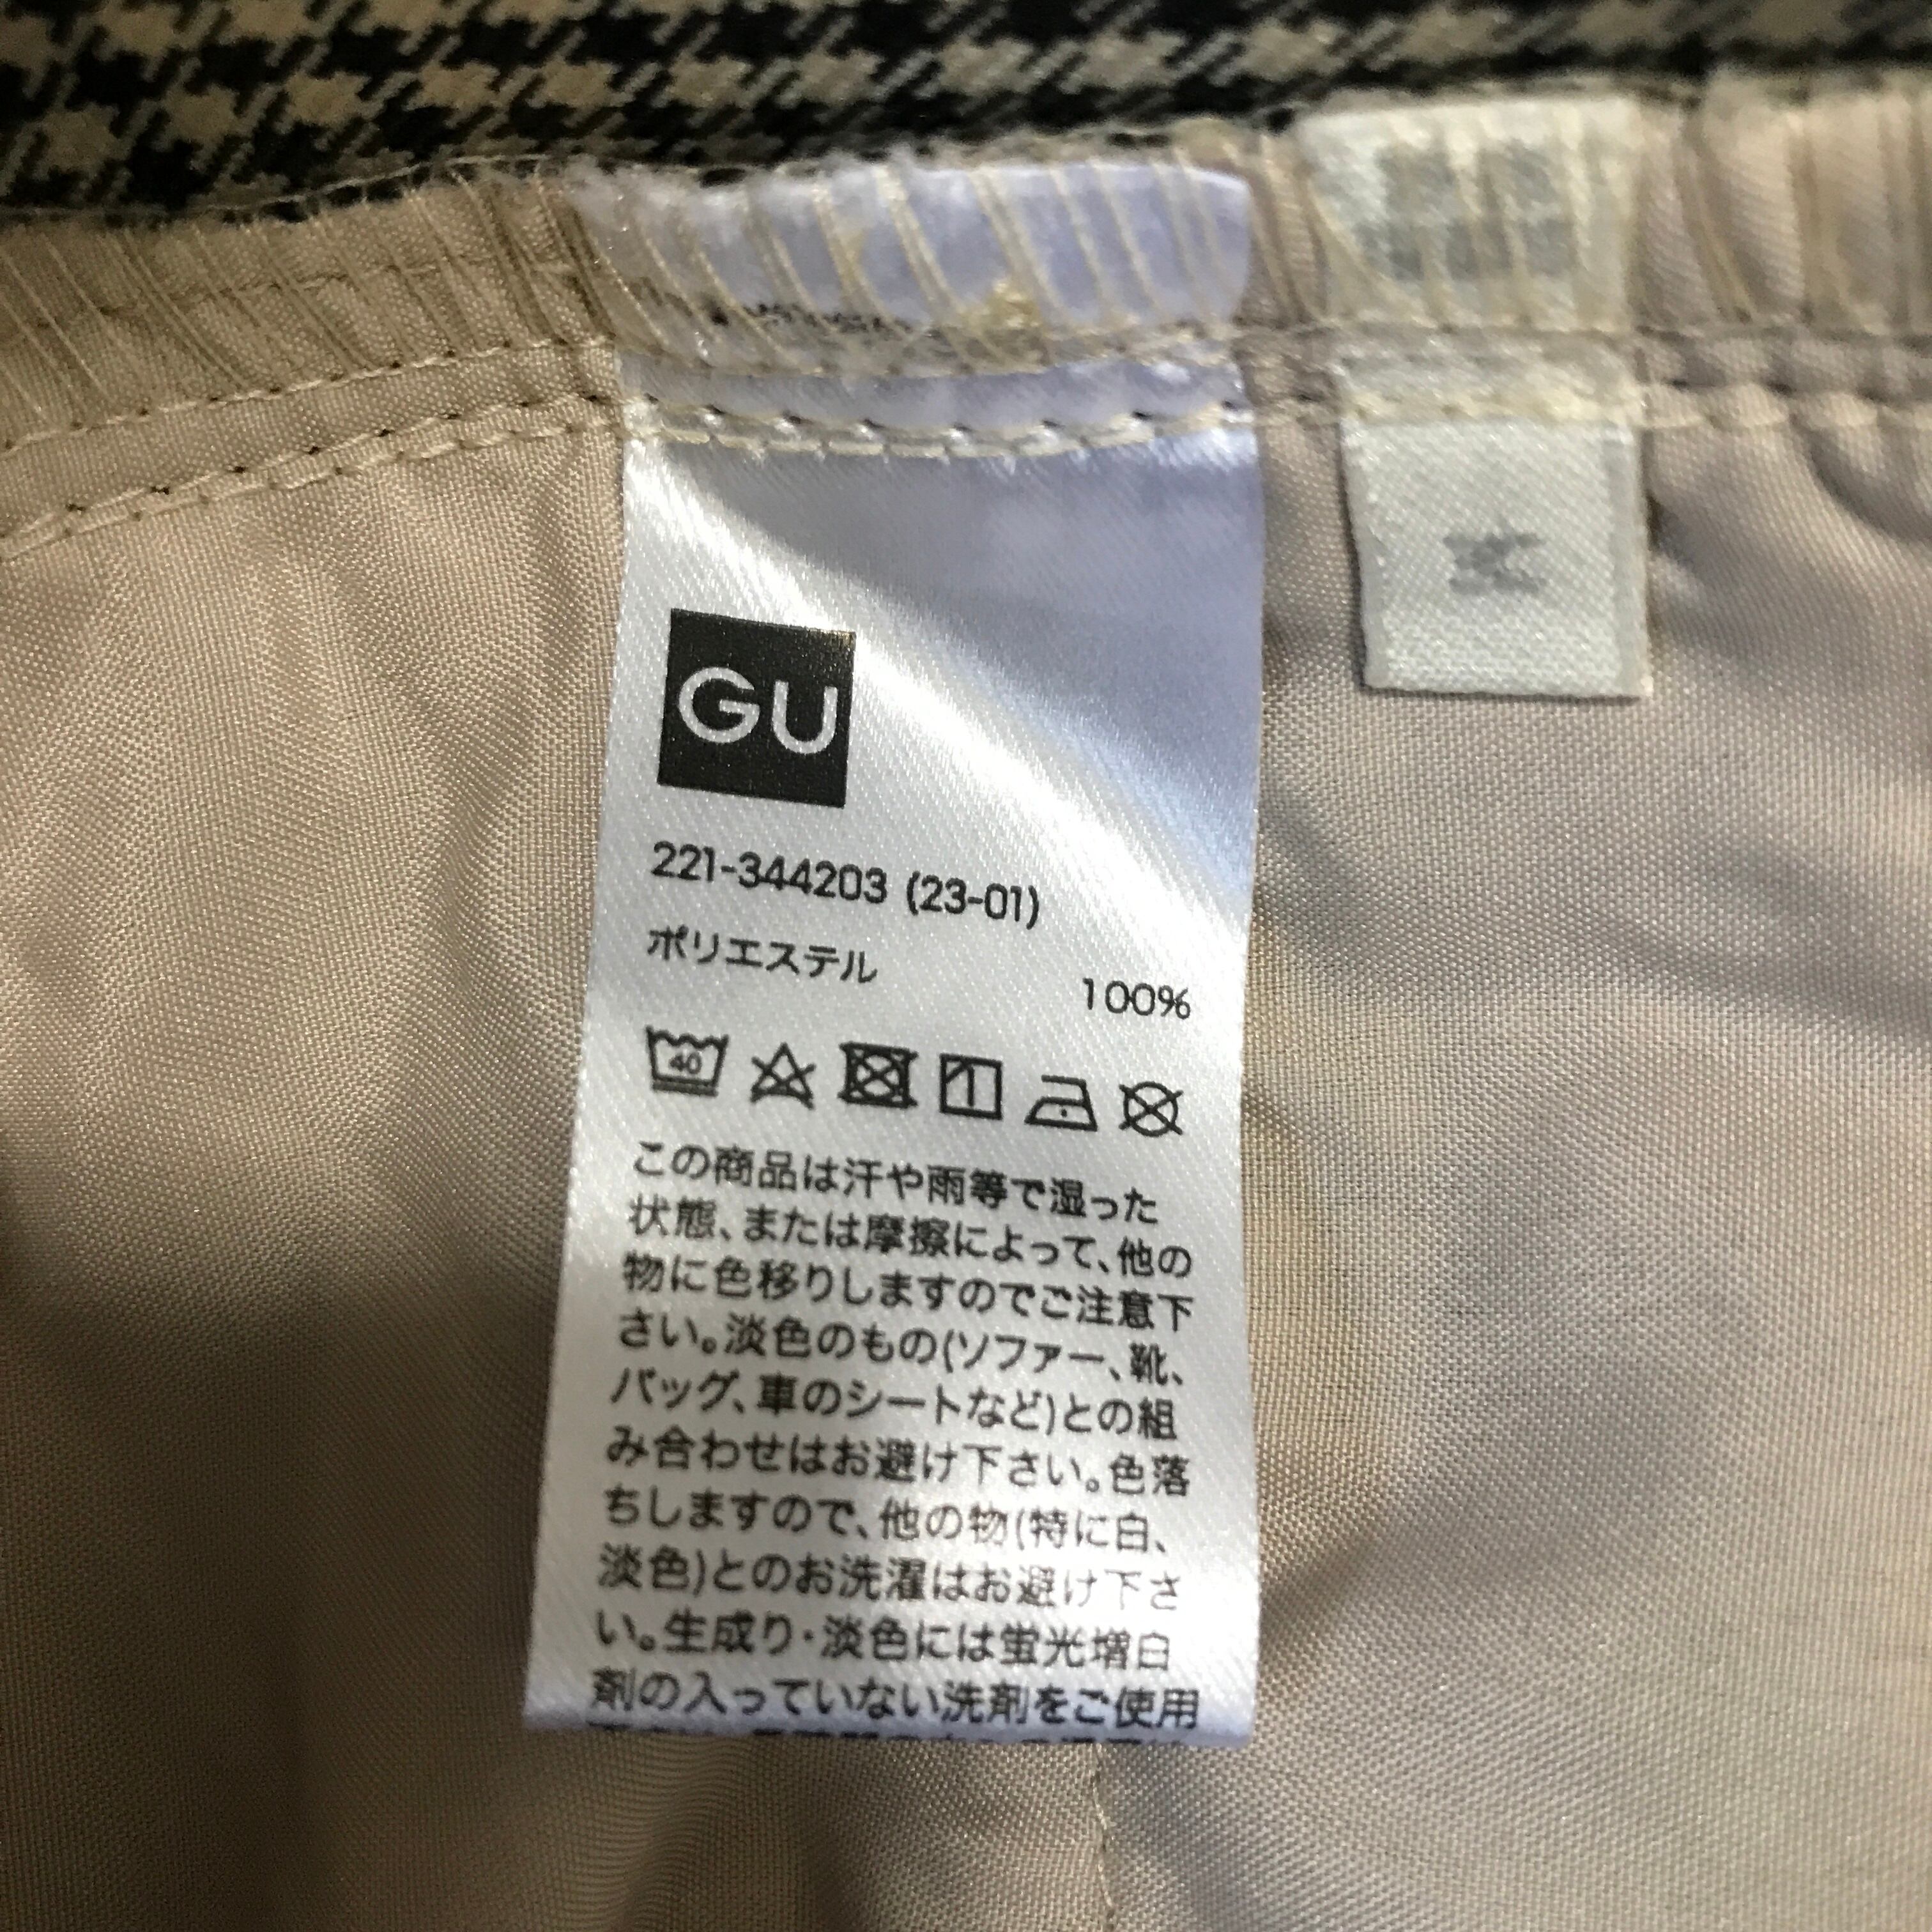 GU
221-344203 (23-01)
ポリエステル 100%
40
この商品は汗や雨等で湿った
状態、または摩擦によって、他の
物に色移りしますのでご注意下
さい。淡色のもの(ソファー、靴、
バッグ、車のシートなど)との組
み合わせはお避け下さい。色落
ちしますので、他の物(特に白、
淡色)とのお洗濯はお避け下さ
い。生成り・淡色には蛍光増白
剤の入っていない洗剤をご使用